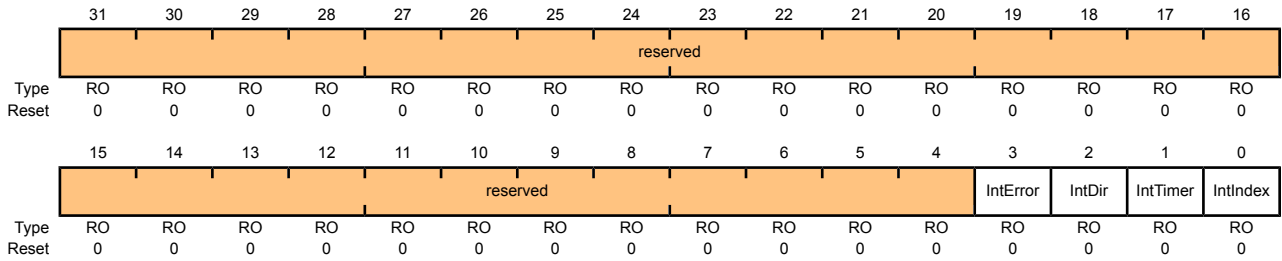 31 30 29 28 27 26 25 24 23 22 21 20 19 18 17 16
reserved
Type RO RO RO RO RO RO RO RO RO RO RO RO RO RO RO RO
Reset 0 0 0 0 0 0 0 0 0 0 0 0 0 0 0 0
15 14 13 12 11 10 9 8 7 6 5 4 3 2 1 0
reserved IntError IntDir IntTimer IntIndex
Type RO RO RO RO RO RO RO RO RO RO RO RO RO RO RO RO
Reset 0 0 0 0 0 0 0 0 0 0 0 0 0 0 0 0